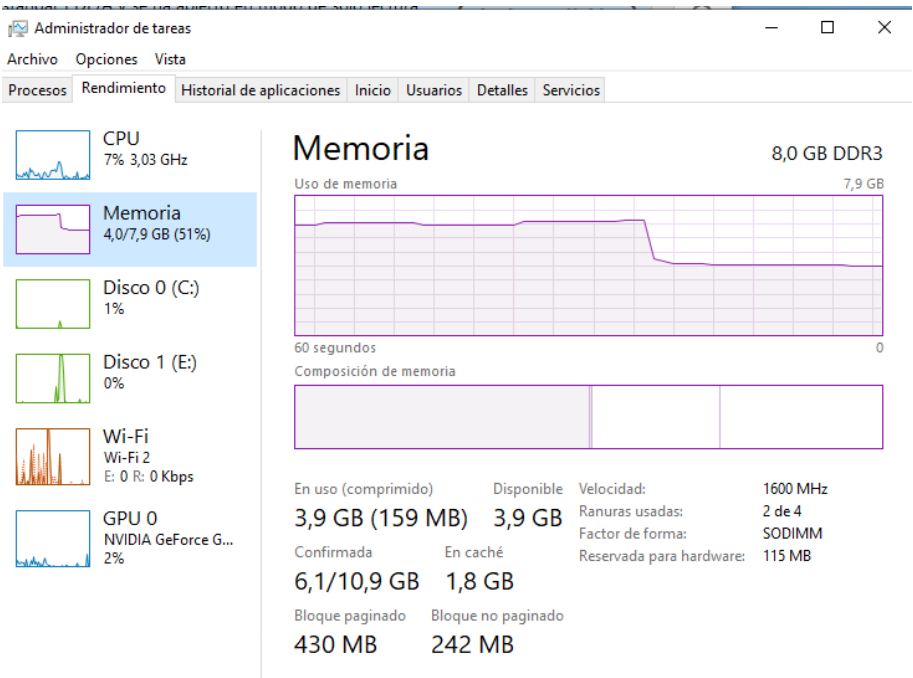 Administrador de tareas
Archivo Opciones Vista
Procesos Rendimiento Historial de aplicaciones Inicio Usuarios Detalles Servicios
CPU
7% 3,03 GHz
Memoria
4,0/7,9 GB (51%)
Disco 0 (C:)
1%
Disco 1 (E:)
0%
Wi-Fi
Wi-Fi 2
E: 0 R: 0 Kbps
GPU 0
NVIDIA GeForce G...
2%
Memoria 8,0 GB DDR3
Uso de memoria 7,9 GB
60 segundos 0
Composición de memoria
En uso (comprimido) Disponible
3,9 GB (159 MB) 3,9 GB
Confirmada En caché
6,1/10,9 GB 1,8 GB
Bloque paginado Bloque no paginado
430 MB 242 MB
Velocidad: 1600 MHz
Ranuras usadas: 2 de 4
Factor de forma: SODIMM
Reservada para hardware: 115 MB